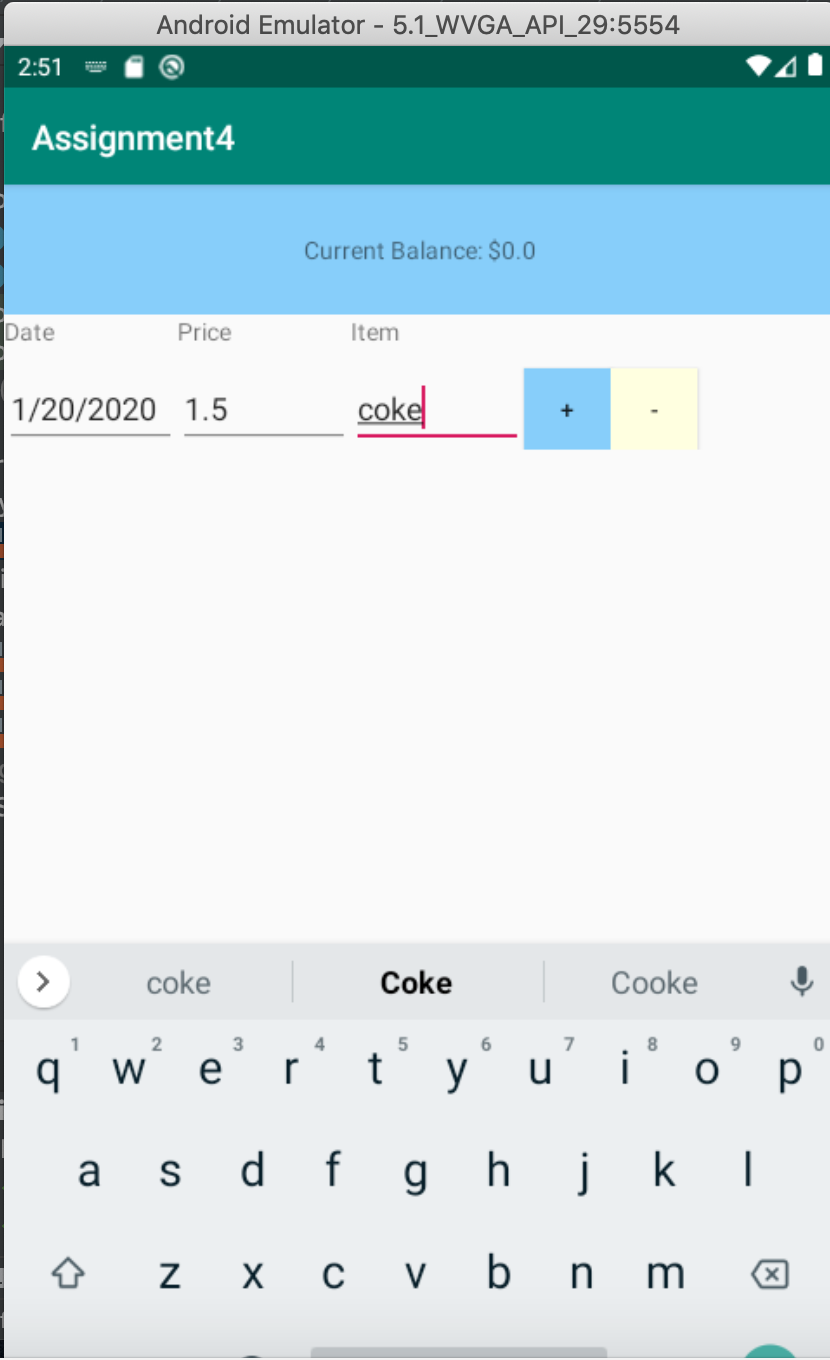 Android Emulator - 5.1_WVGA_API_29:5554
2:51
Assignment4
Current Balance: $0.0
Date Price Item
1/20/2020 1.5 coke + -
coke Coke Cooke
1 2 3 4 5 6 7 8 9 0
q w e r t y u i o p
a s d f g h j k l
z x c v b n m